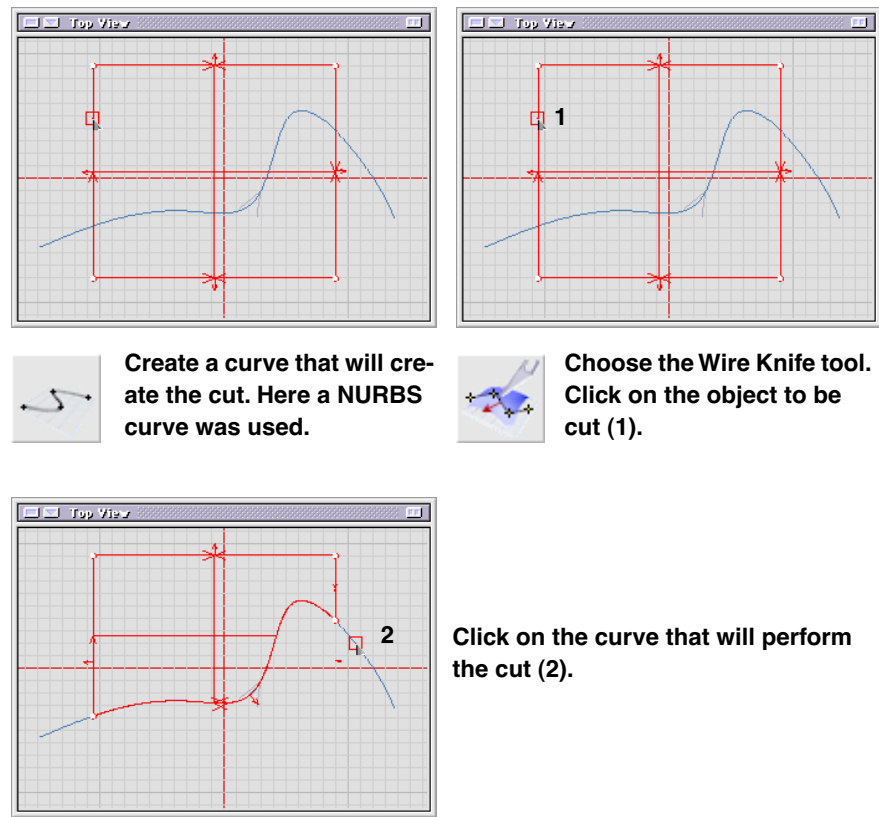 Top View
Top View
1
Create a curve that will cre-
ate the cut. Here a NURBS
curve was used.
Choose the Wire Knife tool.
Click on the object to be
cut (1).
Top View
2
Click on the curve that will perform
the cut (2).